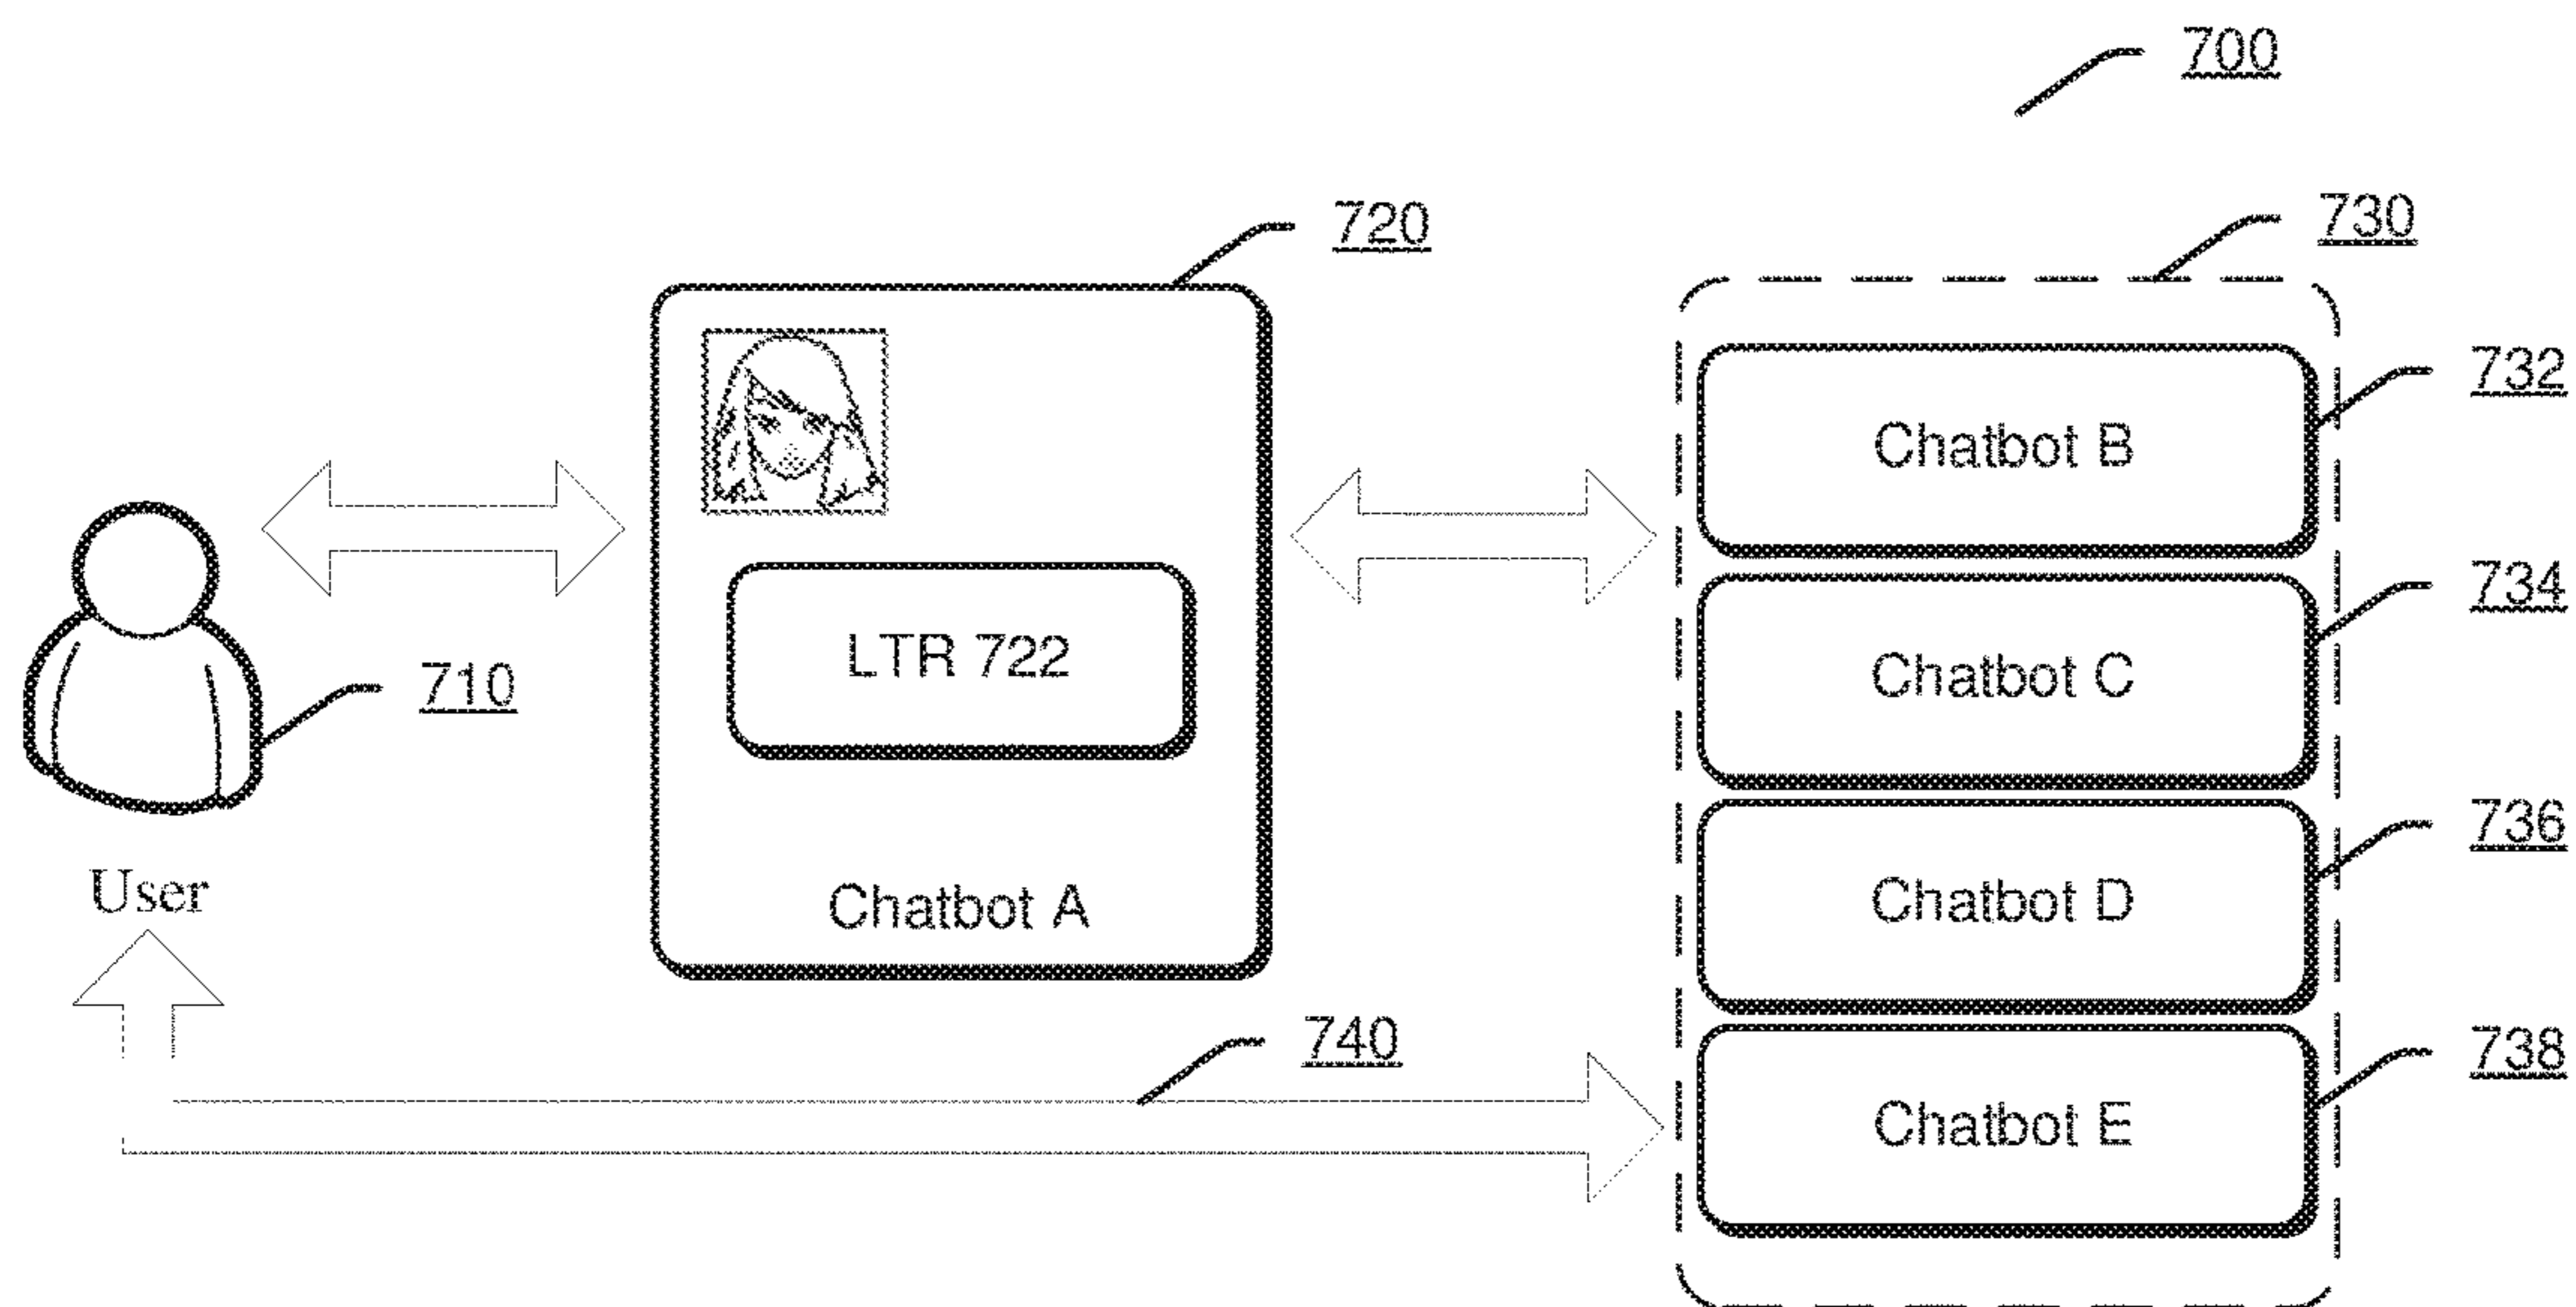 700
720
730
732
Chatbot B
734
LTR 722
Chatbot C
710
736
User
Chatbot A
Chatbot D
740
738
Chatbot E